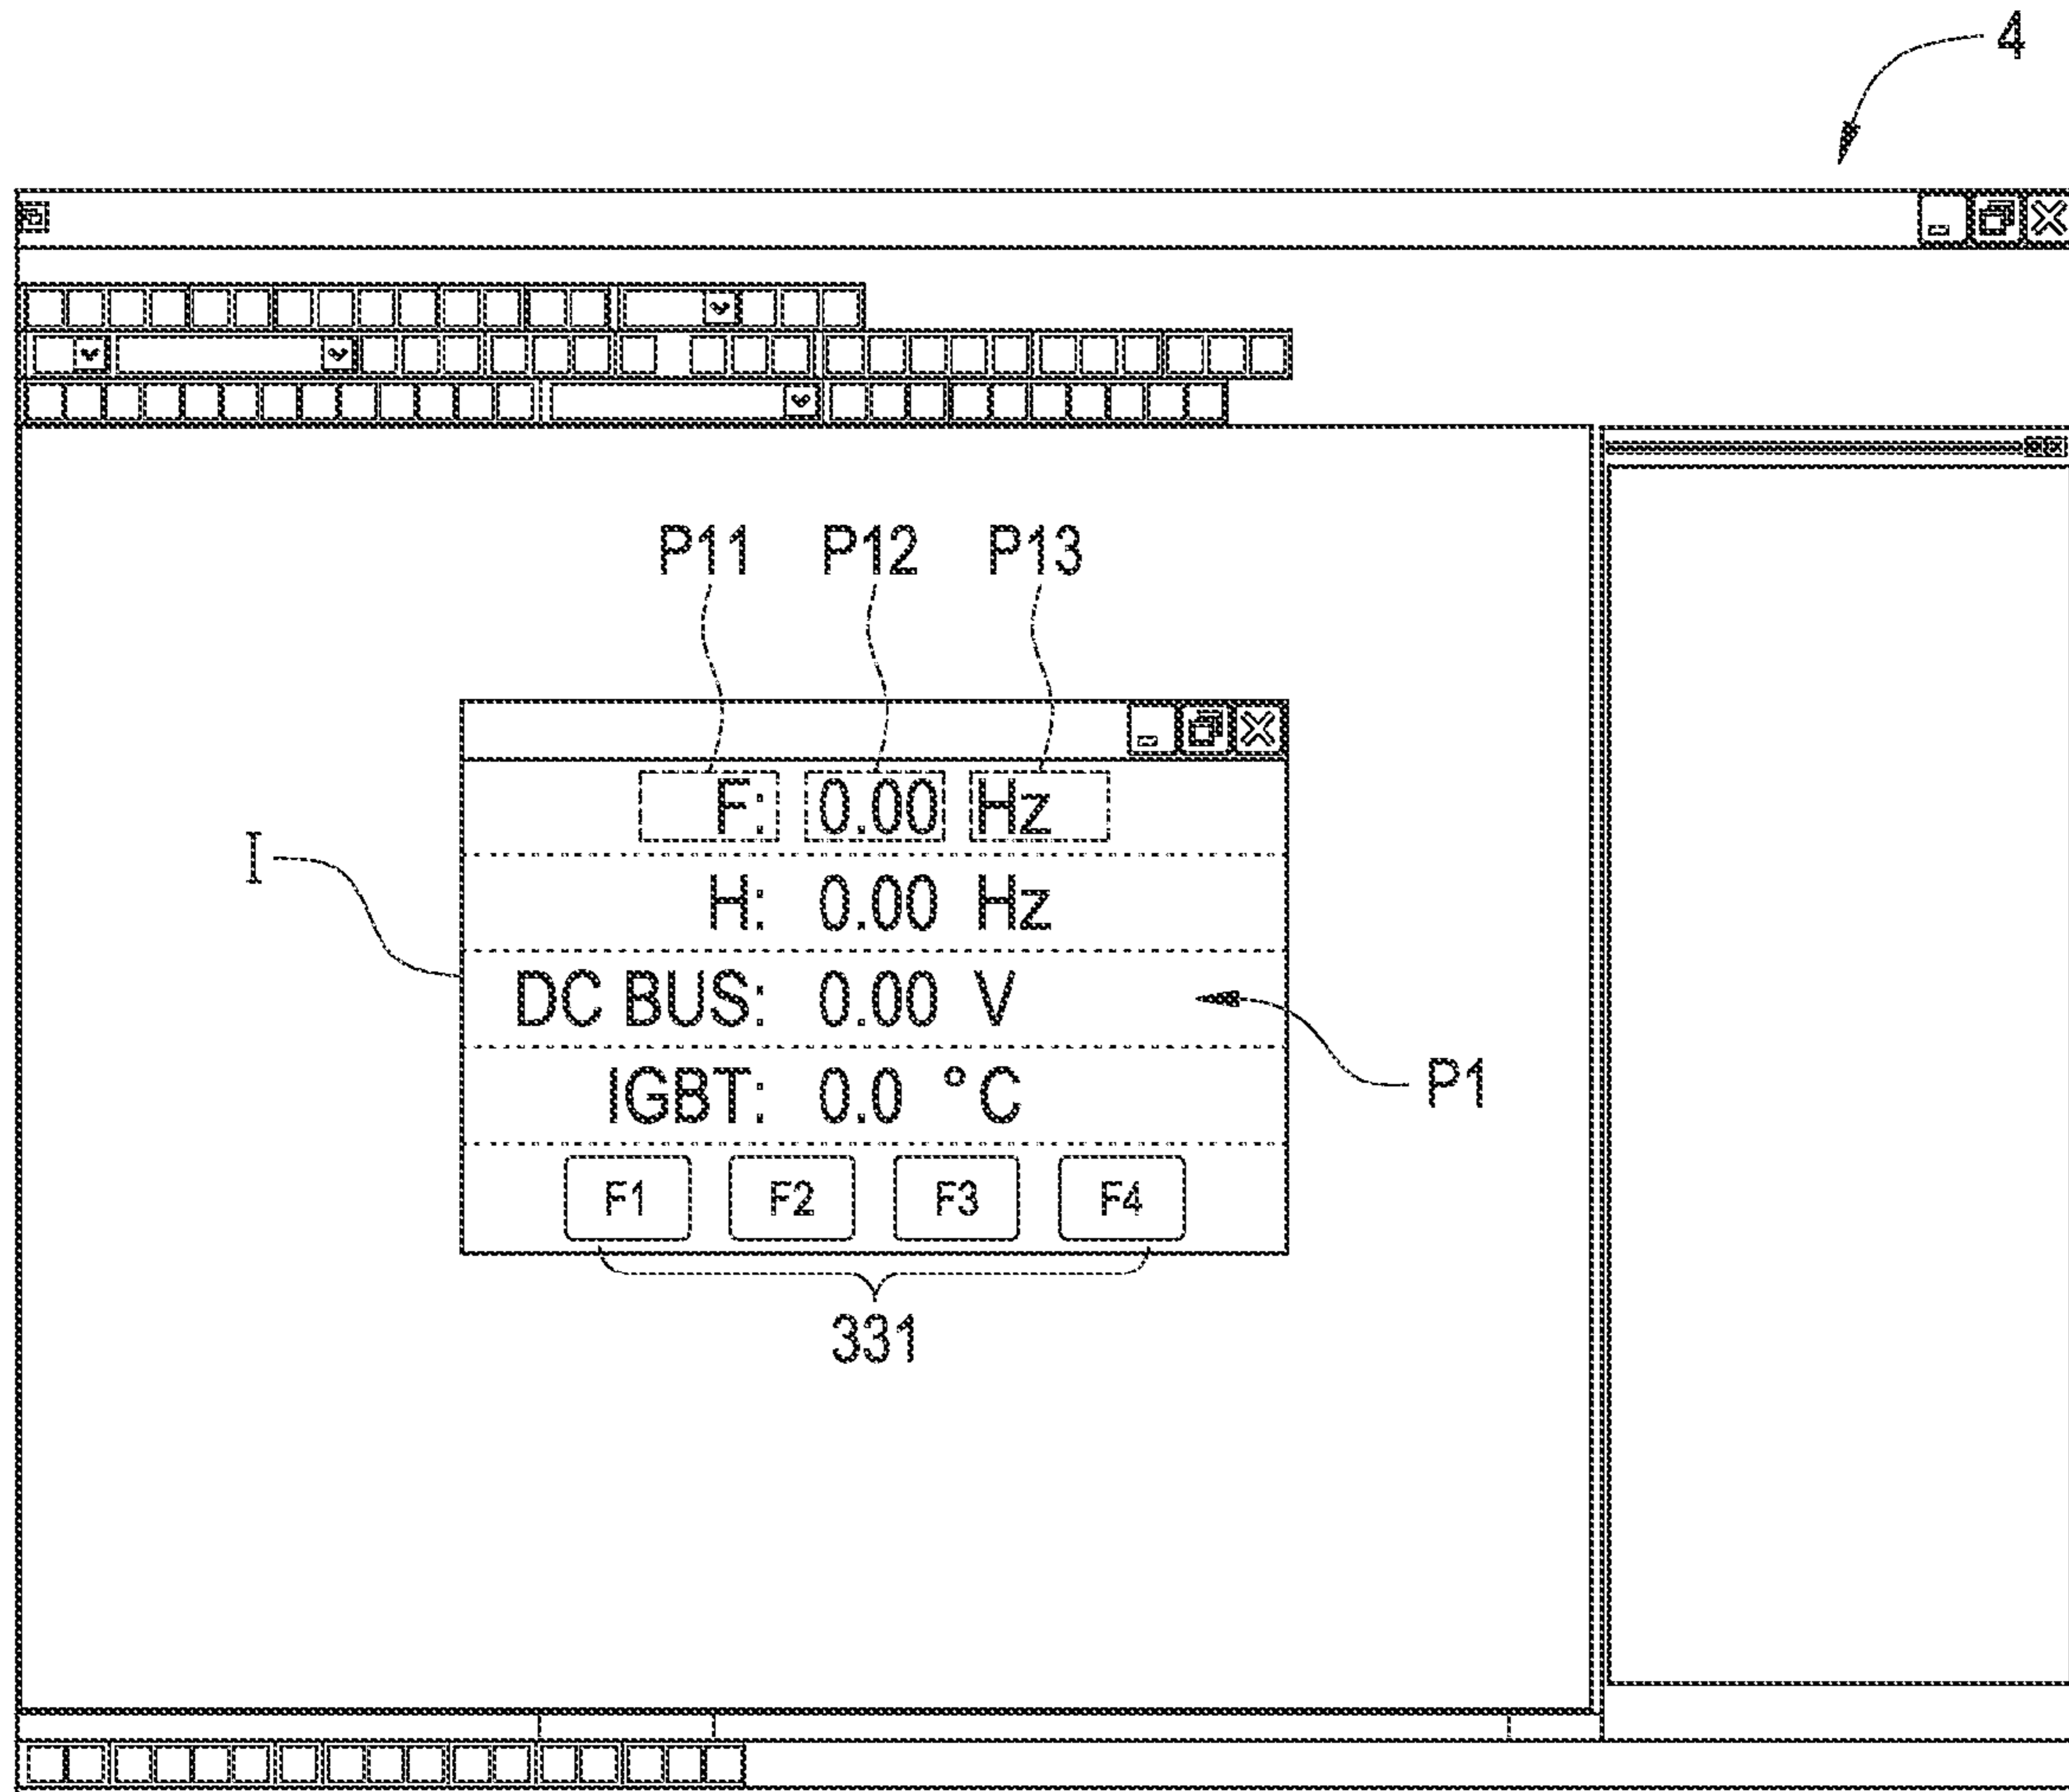 4
P11 P12 P13
F: 0.00 Hz
I
H: 0.00 Hz
DC BUS: 0.00 V
P1
IGBT: 0.0 °C
F1 F2 F3 F4
331